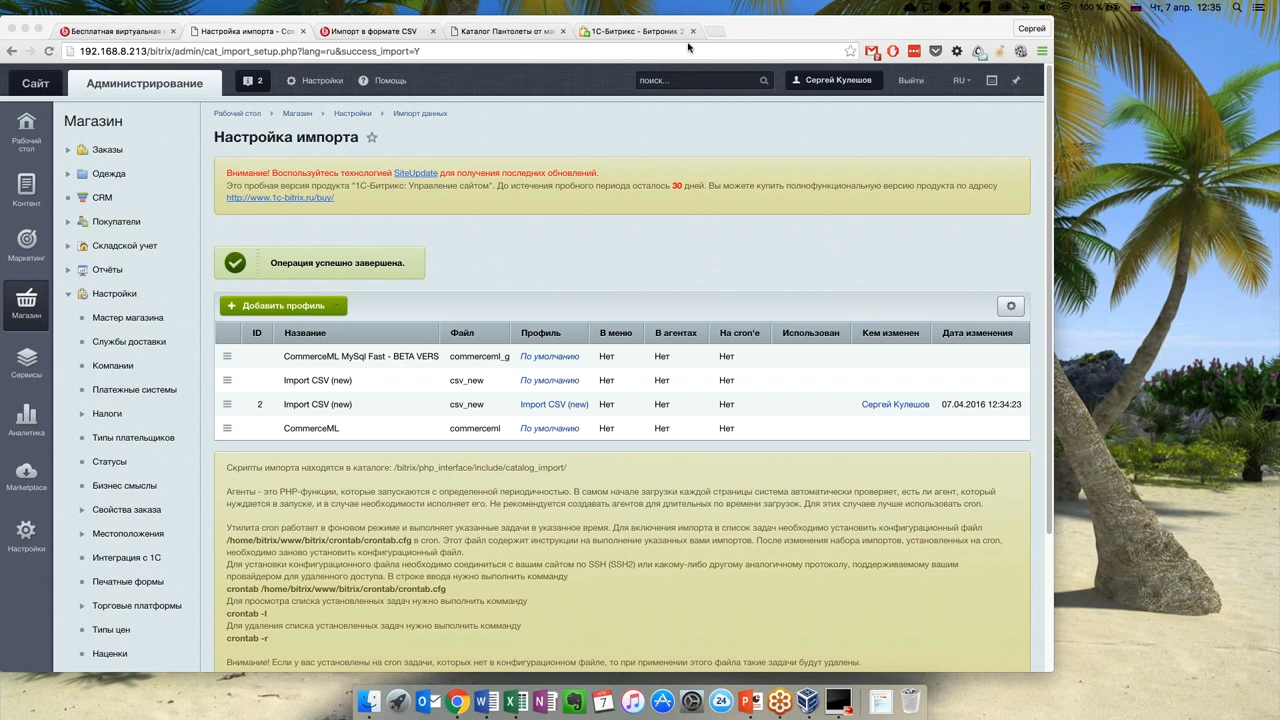 100 %
Чт, 7 апр. 12:35
Бесплатная виртуальная
Настройка импорта - Сос
Импорт в формате CSV
Каталог Пантолеты от ма
1С-Битрикс - Битроник 2
Сергей
192.168.8.213/bitrix/admin/cat_import_setup.php?lang=ru&success_import=Y
Сайт
Администрирование
2
Настройки
Помощь
поиск...
Сергей Кулешов
Выйти
RU
Рабочий стол
Контент
Маркетинг
Магазин
Сервисы
Аналитика
Marketplace
Настройки
Магазин
Заказы
Одежда
CRM
Покупатели
Складской учет
Отчёты
Настройки
Мастер магазина
Службы доставки
Компании
Платежные системы
Налоги
Типы плательщиков
Статусы
Бизнес смыслы
Свойства заказа
Местоположения
Интеграция с 1С
Печатные формы
Торговые платформы
Типы цен
Наценки
Рабочий стол Магазин Настройки Импорт данных
Настройка импорта
Внимание! Воспользуйтесь технологией SiteUpdate для получения последних обновлений.
Это пробная версия продукта "1С-Битрикс: Управление сайтом". До истечения пробного периода осталось 30 дней. Вы можете купить полнофункциональную версию продукта по адресу
http://www.1c-bitrix.ru/buy/
Операция успешно завершена.
Добавить профиль
ID Название Файл Профиль В меню В агентах На cron'е Использован Кем изменен Дата изменения
CommerceML MySql Fast - BETA VERS commerceml_g По умолчанию Нет Нет Нет
Import CSV (new) csv_new По умолчанию Нет Нет Нет
2 Import CSV (new) csv_new Import CSV (new) Нет Нет Нет Сергей Кулешов 07.04.2016 12:34:23
CommerceML commerceml По умолчанию Нет Нет Нет
Скрипты импорта находятся в каталоге: /bitrix/php_interface/include/catalog_import/
Агенты - это PHP-функции, которые запускаются с определенной периодичностью. В самом начале загрузки каждой страницы система автоматически проверяет, есть ли агент, который
нуждается в запуске, и в случае необходимости исполняет его. Не рекомендуется создавать агентов для длительных по времени загрузок. Для этих случаев лучше использовать cron.
Утилита cron работает в фоновом режиме и выполняет указанные задачи в указанное время. Для включения импорта в список задач необходимо установить конфигурационный файл
/home/bitrix/www/bitrix/crontab/crontab.cfg в cron. Этот файл содержит инструкции на выполнение указанных вами импортов. После изменения набора импортов, установленных на cron,
необходимо заново установить конфигурационный файл.
Для установки конфигурационного файла необходимо соединиться с вашим сайтом по SSH (SSH2) или какому-либо другому аналогичному протоколу, поддерживаемому вашим
провайдером для удаленного доступа. В строке ввода нужно выполнить комманду
crontab /home/bitrix/www/bitrix/crontab/crontab.cfg
Для просмотра списка установленных задач нужно выполнить комманду
crontab -l
Для удаления списка установленных задач нужно выполнить комманду
crontab -r
Внимание! Если у вас установлены на cron задачи, которых нет в конфигурационном файле, то при применении этого файла такие задачи будут удалены.
7
24